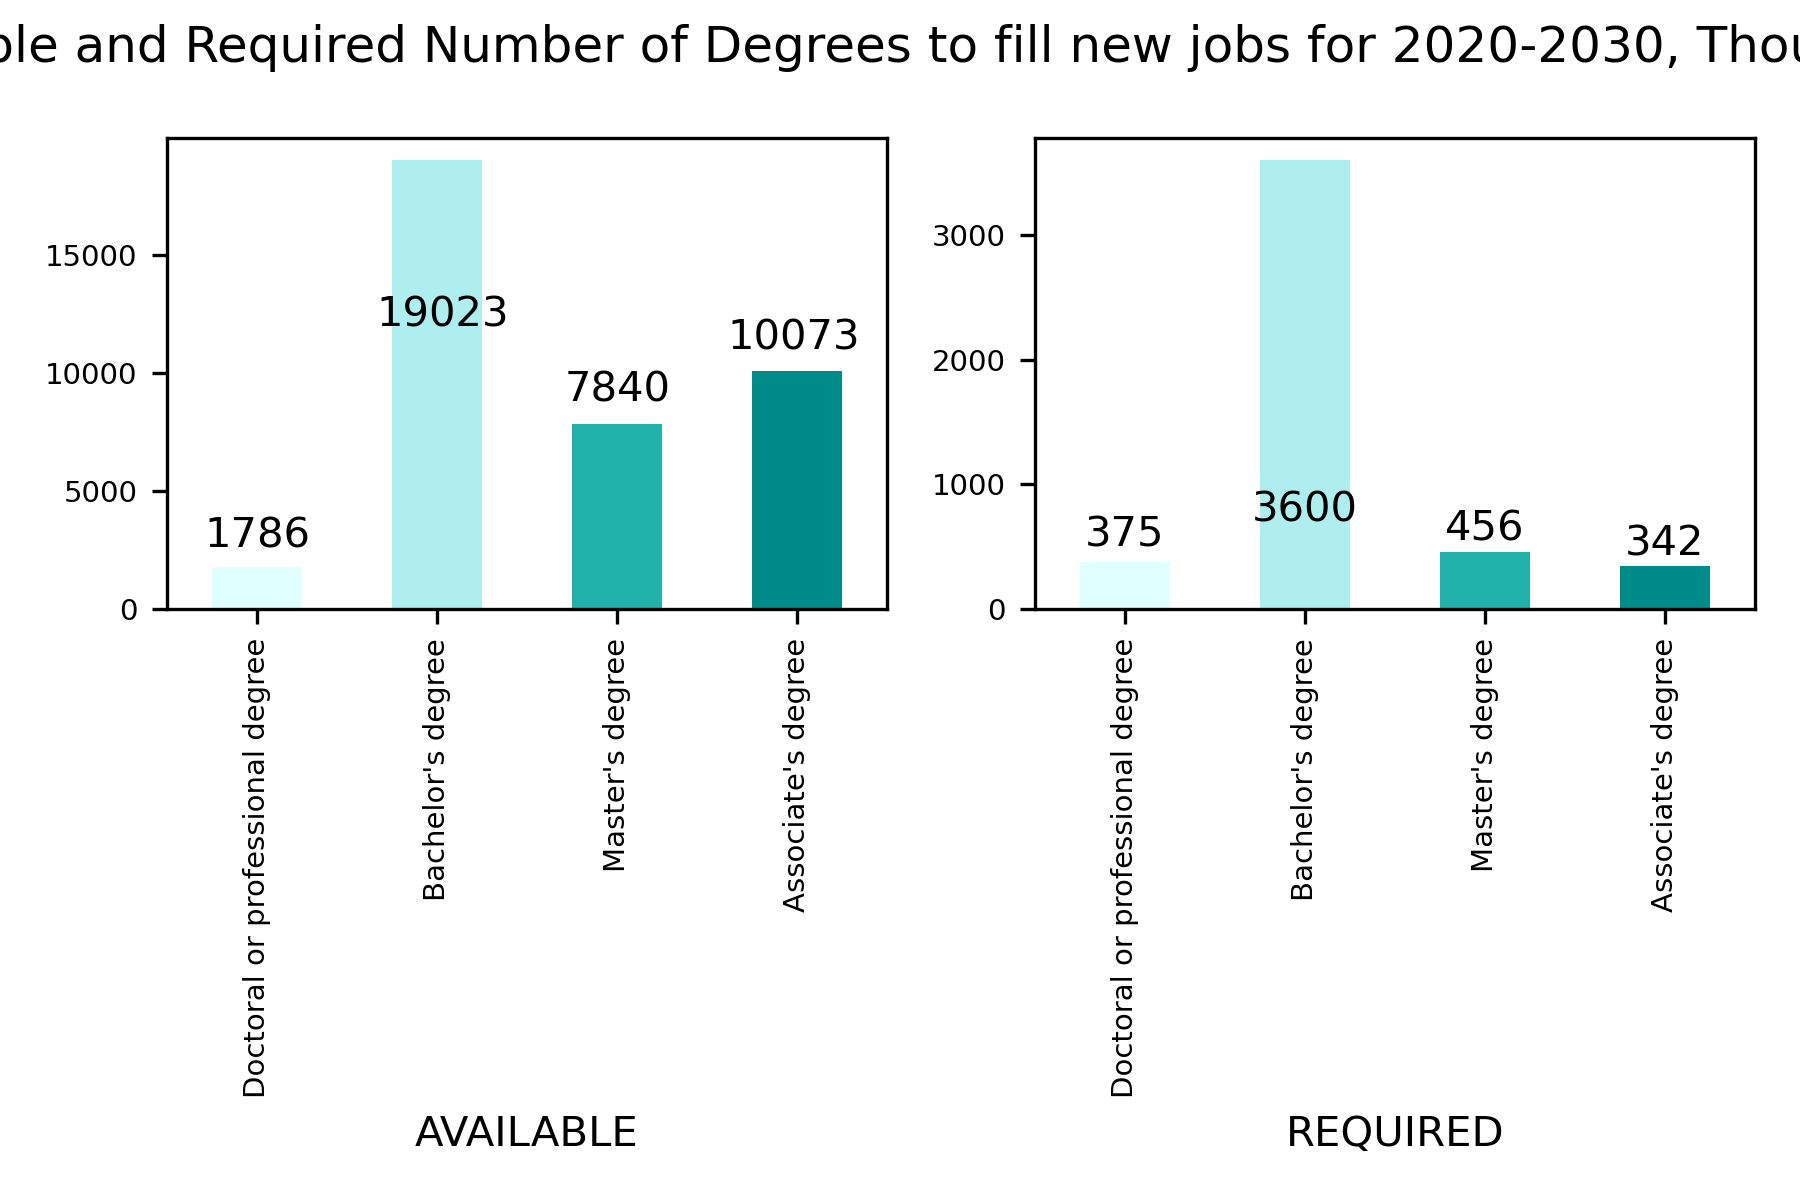 ble and Required Number of Degrees to fill new jobs for 2020-2030, Thou
15000
10000
5000
0
19023
10073
7840
1786
Doctoral or professional degree
Bachelor's degree
Master's degree
Associate's degree
AVAILABLE
3000
2000
1000
0
375
3600
456
342
Doctoral or professional degree
Bachelor's degree
Master's degree
Associate's degree
REQUIRED